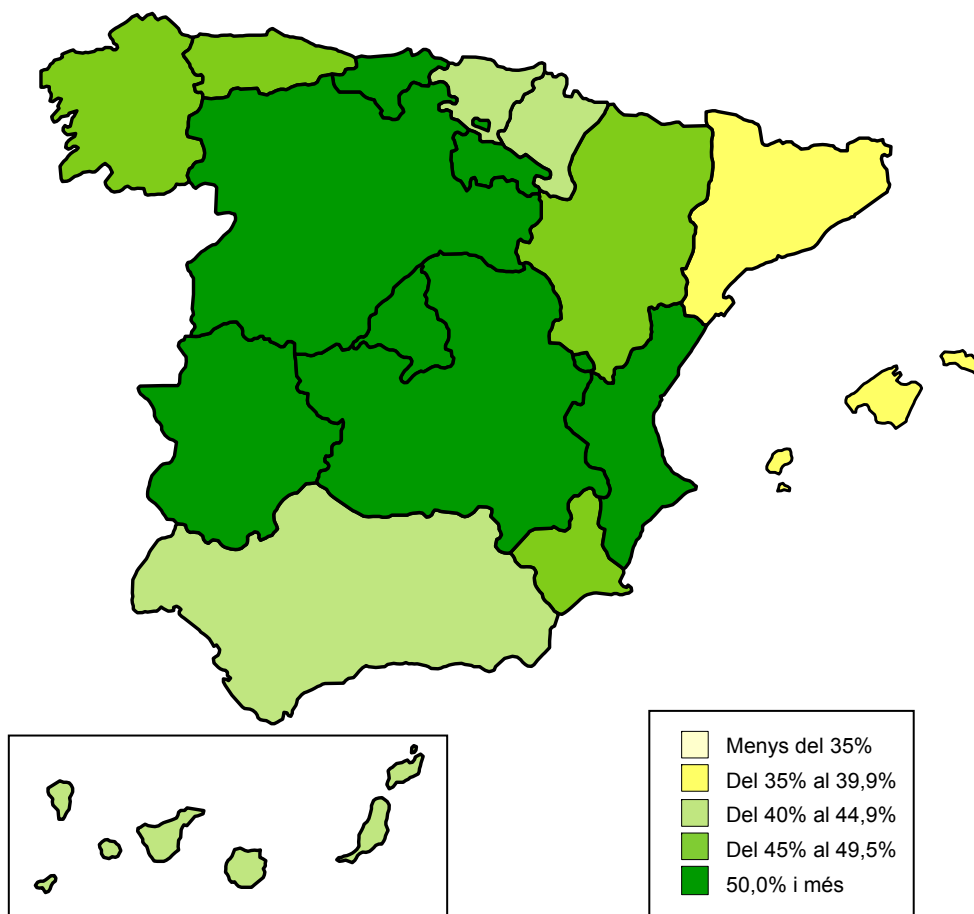 Menys del 35%
Del 35% al 39,9%
Del 40% al 44,9%
Del 45% al 49,5%
50,0% i més